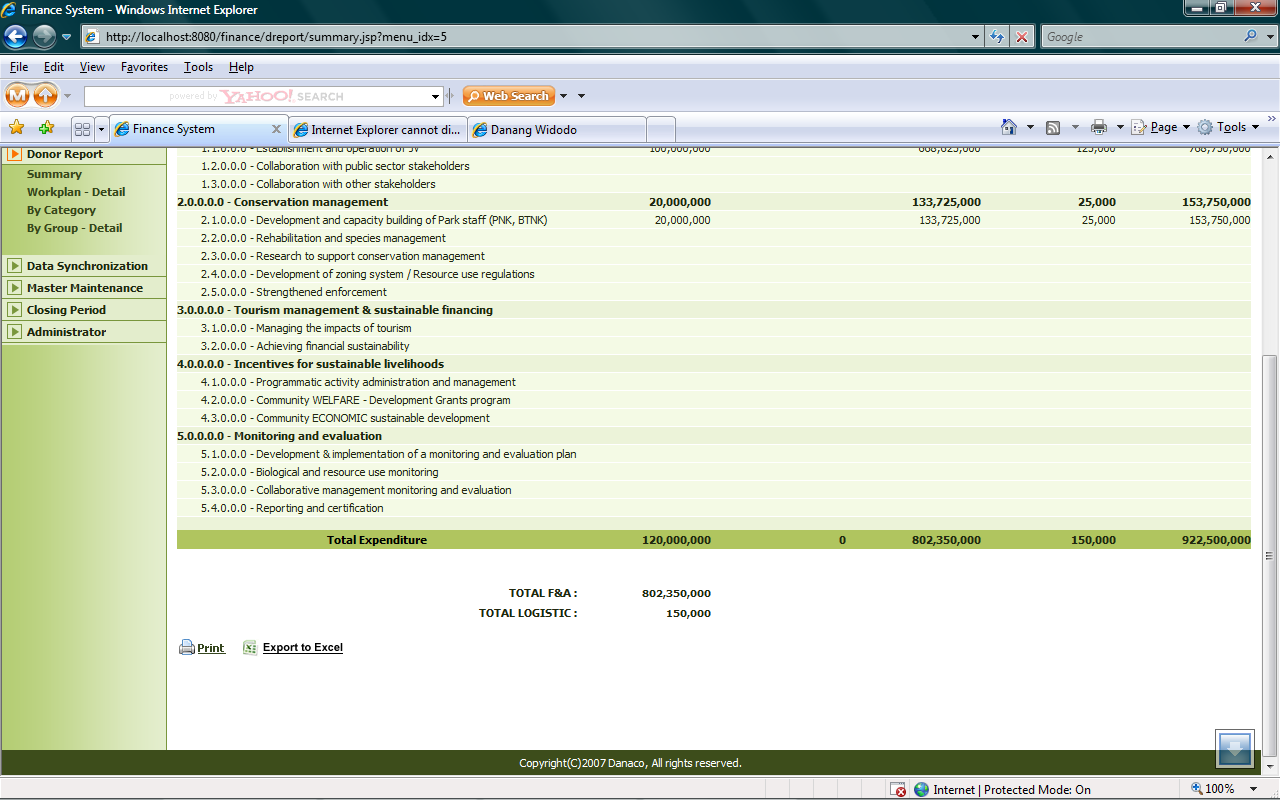 Finance System - Windows Internet Explorer
http://localhost:8080/finance/dreport/summary.jsp?menu_idx=5
Google
File Edit View Favorites Tools Help
M powered by YAHOO! SEARCH Web Search
Finance System Internet Explorer cannot di... Danang Widodo Page Tools
Donor Report
Summary
Workplan - Detail
By Category
By Group - Detail
Data Synchronization
Master Maintenance
Closing Period
Administrator
1.1.0.0.0 - Establishment and operation of JV 100,000,000 668,625,000 125,000 768,750,000
1.2.0.0.0 - Collaboration with public sector stakeholders
1.3.0.0.0 - Collaboration with other stakeholders
2.0.0.0.0 - Conservation management 20,000,000 133,725,000 25,000 153,750,000
2.1.0.0.0 - Development and capacity building of Park staff (PNK, BTNK) 20,000,000 133,725,000 25,000 153,750,000
2.2.0.0.0 - Rehabilitation and species management
2.3.0.0.0 - Research to support conservation management
2.4.0.0.0 - Development of zoning system / Resource use regulations
2.5.0.0.0 - Strengthened enforcement
3.0.0.0.0 - Tourism management & sustainable financing
3.1.0.0.0 - Managing the impacts of tourism
3.2.0.0.0 - Achieving financial sustainability
4.0.0.0.0 - Incentives for sustainable livelihoods
4.1.0.0.0 - Programmatic activity administration and management
4.2.0.0.0 - Community WELFARE - Development Grants program
4.3.0.0.0 - Community ECONOMIC sustainable development
5.0.0.0.0 - Monitoring and evaluation
5.1.0.0.0 - Development & implementation of a monitoring and evaluation plan
5.2.0.0.0 - Biological and resource use monitoring
5.3.0.0.0 - Collaborative management monitoring and evaluation
5.4.0.0.0 - Reporting and certification
Total Expenditure 120,000,000 0 802,350,000 150,000 922,500,000
TOTAL F&A : 802,350,000
TOTAL LOGISTIC : 150,000
Print Export to Excel
Copyright(C)2007 Danaco, All rights reserved.
Internet | Protected Mode: On 100%